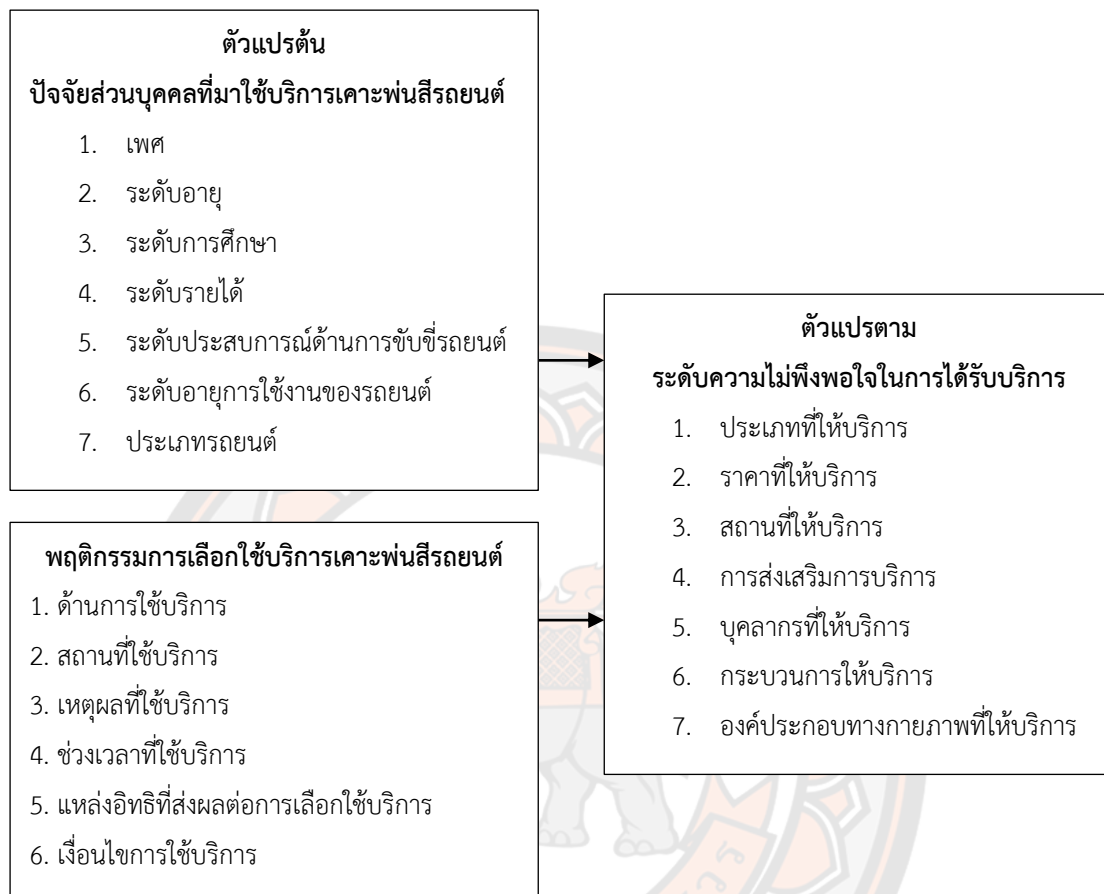 ตัวแปรต้น
ปัจจัยส่วนบุคคลที่มาใช้บริการเคาะพ่นสีรถยนต์
1. เพศ
2. ระดับอายุ
3. ระดับการศึกษา
4. ระดับรายได้
5. ระดับประสบการณ์ด้านการขับขี่รถยนต์
6. ระดับอายุการใช้งานของรถยนต์
7. ประเภทรถยนต์
พฤติกรรมการเลือกใช้บริการเคาะพ่นสีรถยนต์
1. ด้านการใช้บริการ
2. สถานที่ใช้บริการ
3. เหตุผลที่ใช้บริการ
4. ช่วงเวลาที่ใช้บริการ
5. แหล่งอิทธิที่ส่งผลต่อการเลือกใช้บริการ
6. เงื่อนไขการใช้บริการ
ตัวแปรตาม
ระดับความไม่พึงพอใจในการได้รับบริการ
1. ประเภทที่ให้บริการ
2. ราคาที่ให้บริการ
3. สถานที่ให้บริการ
4. การส่งเสริมการบริการ
5. บุคลากรที่ให้บริการ
6. กระบวนการให้บริการ
7. องค์ประกอบทางกายภาพที่ให้บริการ